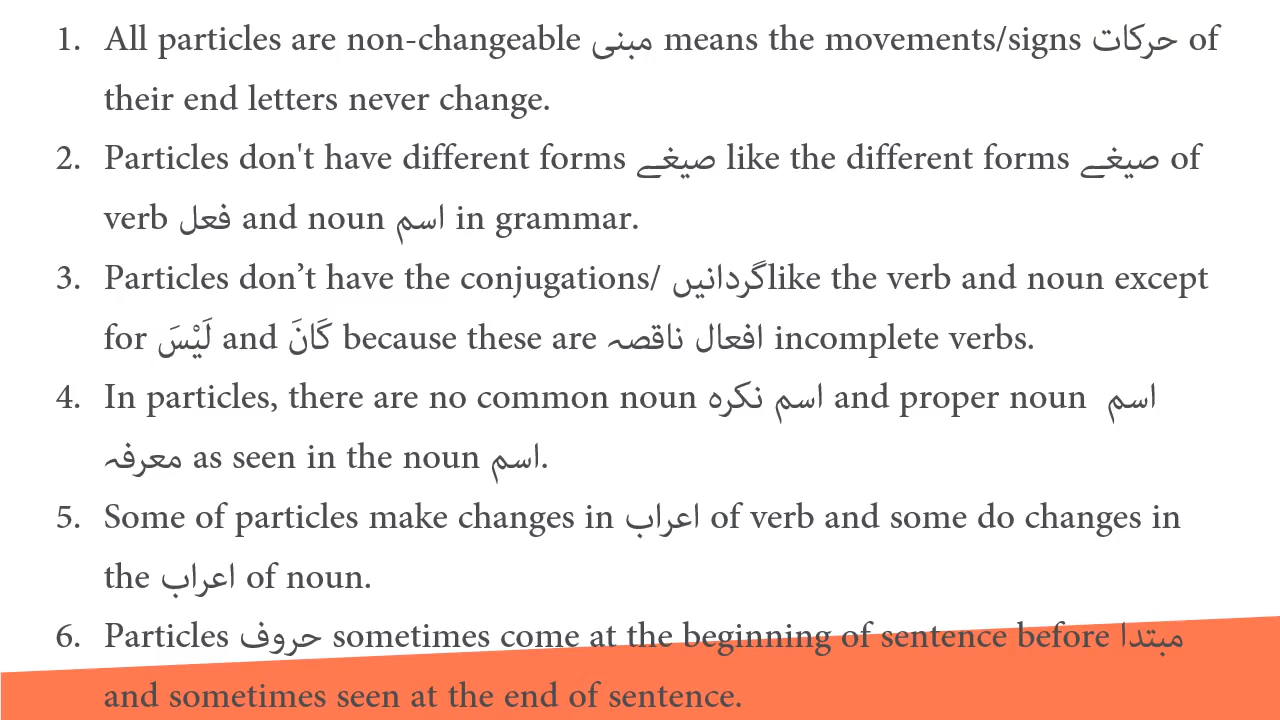 1. All particles are non-changeable مبنی means the movements/signs حرکات of
their end letters never change.
2. Particles don't have different forms صیغے like the different forms صیغے of
verb فعل and noun اسم in grammar.
3. Particles don’t have the conjugations/ گردانیںlike the verb and noun except
for لَيْسَ and كَانَ because these are افعال ناقصہ incomplete verbs.
4. In particles, there are no common noun اسم نکرہ and proper noun اسم
معرفہ as seen in the noun اسم.
5. Some of particles make changes in اعراب of verb and some do changes in
the اعراب of noun.
6. Particles حروف sometimes come at the beginning of sentence before مبتدا
and sometimes seen at the end of sentence.